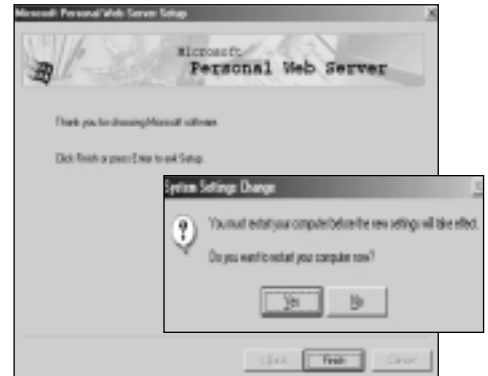 Microsoft Personal Web Server Setup
Microsoft
Personal Web Server
Thank you for choosing Microsoft software.
Click Finish or press Enter to exit Setup.
System Settings Change
You must restart your computer before the new settings will take effect.
Do you want to restart your computer now?
Yes No
< Back Finish Cancel